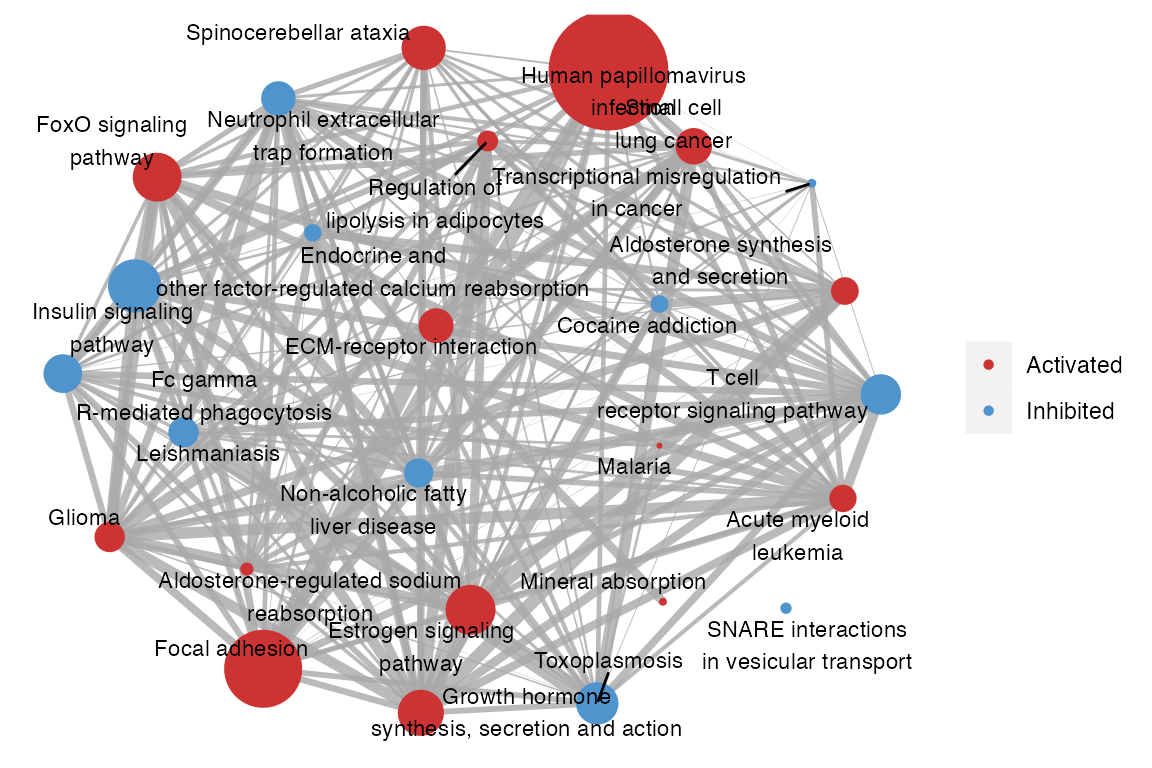 Spinocerebellar ataxia
Human papillomavirus
infection
Small cell
lung cancer
Neutrophil extracellular
trap formation
FoxO signaling
pathway
Regulation of
lipolysis in adipocytes
Transcriptional misregulation
in cancer
Endocrine and
other factor-regulated calcium reabsorption
Aldosterone synthesis
and secretion
Insulin signaling
pathway
Cocaine addiction
ECM-receptor interaction
Fc gamma
R-mediated phagocytosis
T cell
receptor signaling pathway
Activated
Inhibited
Leishmaniasis
Malaria
Non-alcoholic fatty
liver disease
Glioma
Acute myeloid
leukemia
Aldosterone-regulated sodium
reabsorption
Mineral absorption
Estrogen signaling
pathway
SNARE interactions
in vesicular transport
Focal adhesion
Toxoplasmosis
Growth hormone
synthesis, secretion and action